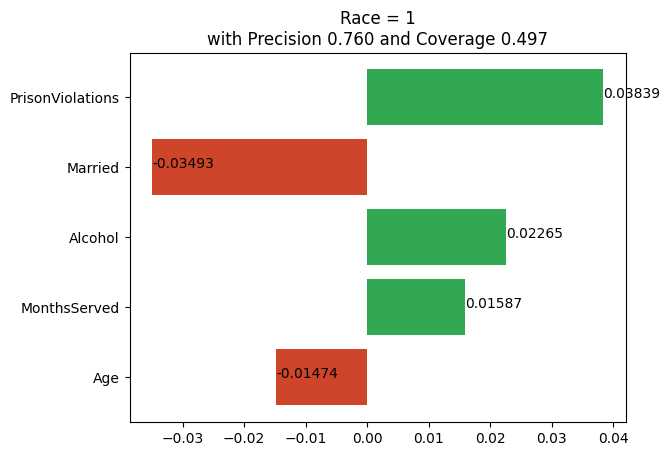 Race = 1
with Precision 0.760 and Coverage 0.497
PrisonViolations
0.03839
Married
-0.03493
Alcohol
0.02265
MonthsServed
0.01587
Age
-0.01474
−0.03 −0.02 −0.01 0.00 0.01 0.02 0.03 0.04